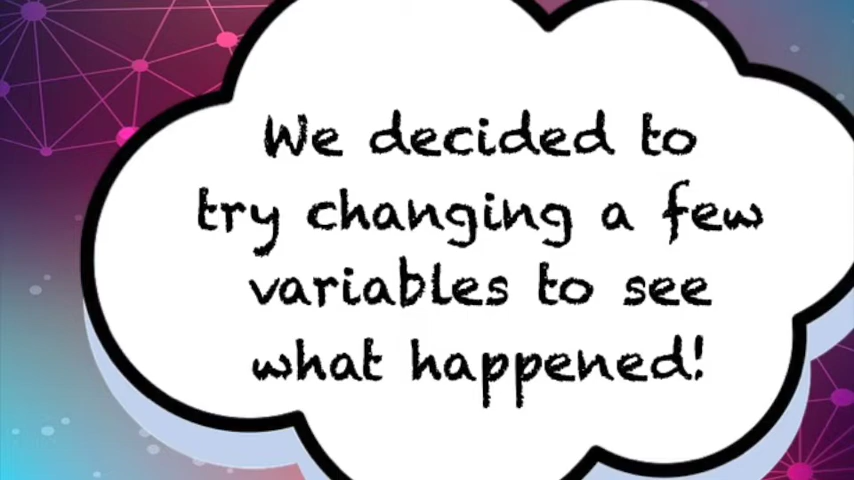 We decided to
try changing a few
variables to see
what happened!